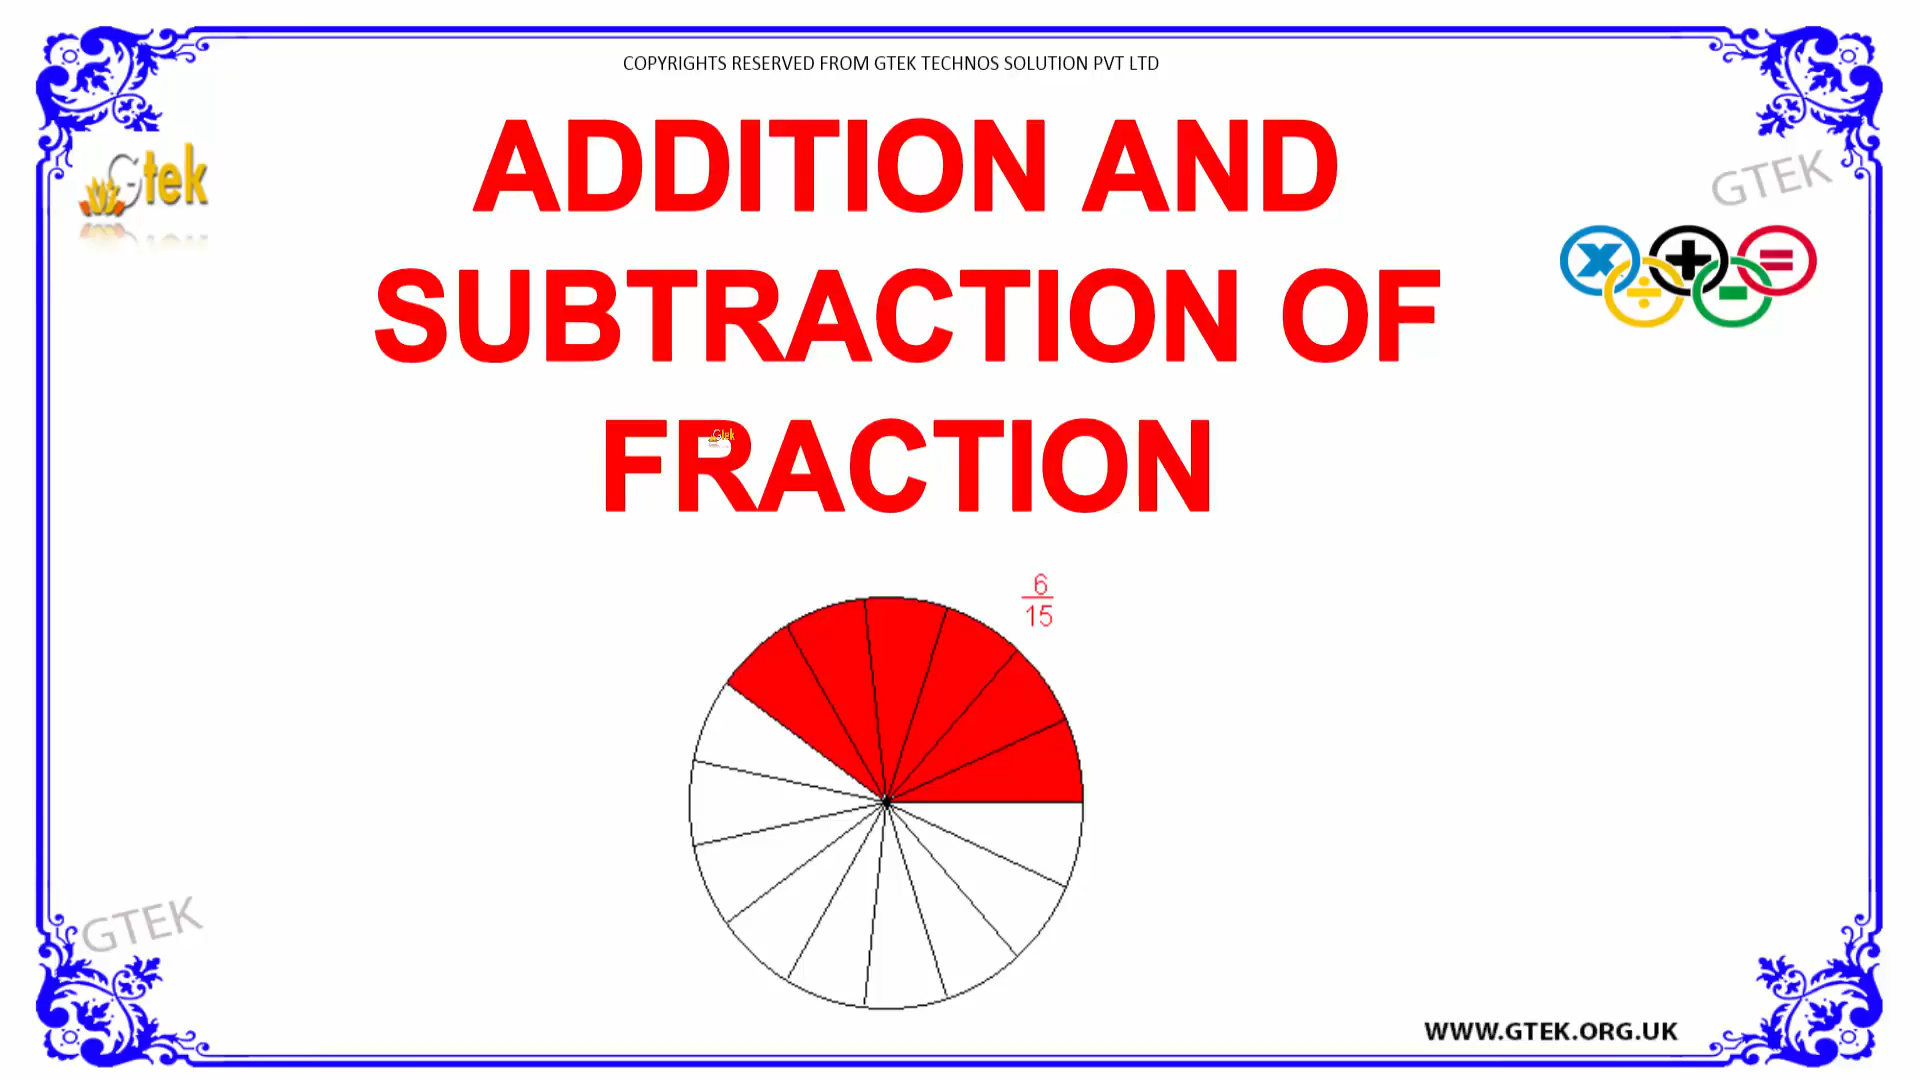 COPYRIGHTS RESERVED FROM GTEK TECHNOS SOLUTION PVT LTD
ADDITION AND
Gtek
GTEK
SUBTRACTION OF
FRACTION
Gtek
6
15
GTEK
WWW.GTEK.ORG.UK